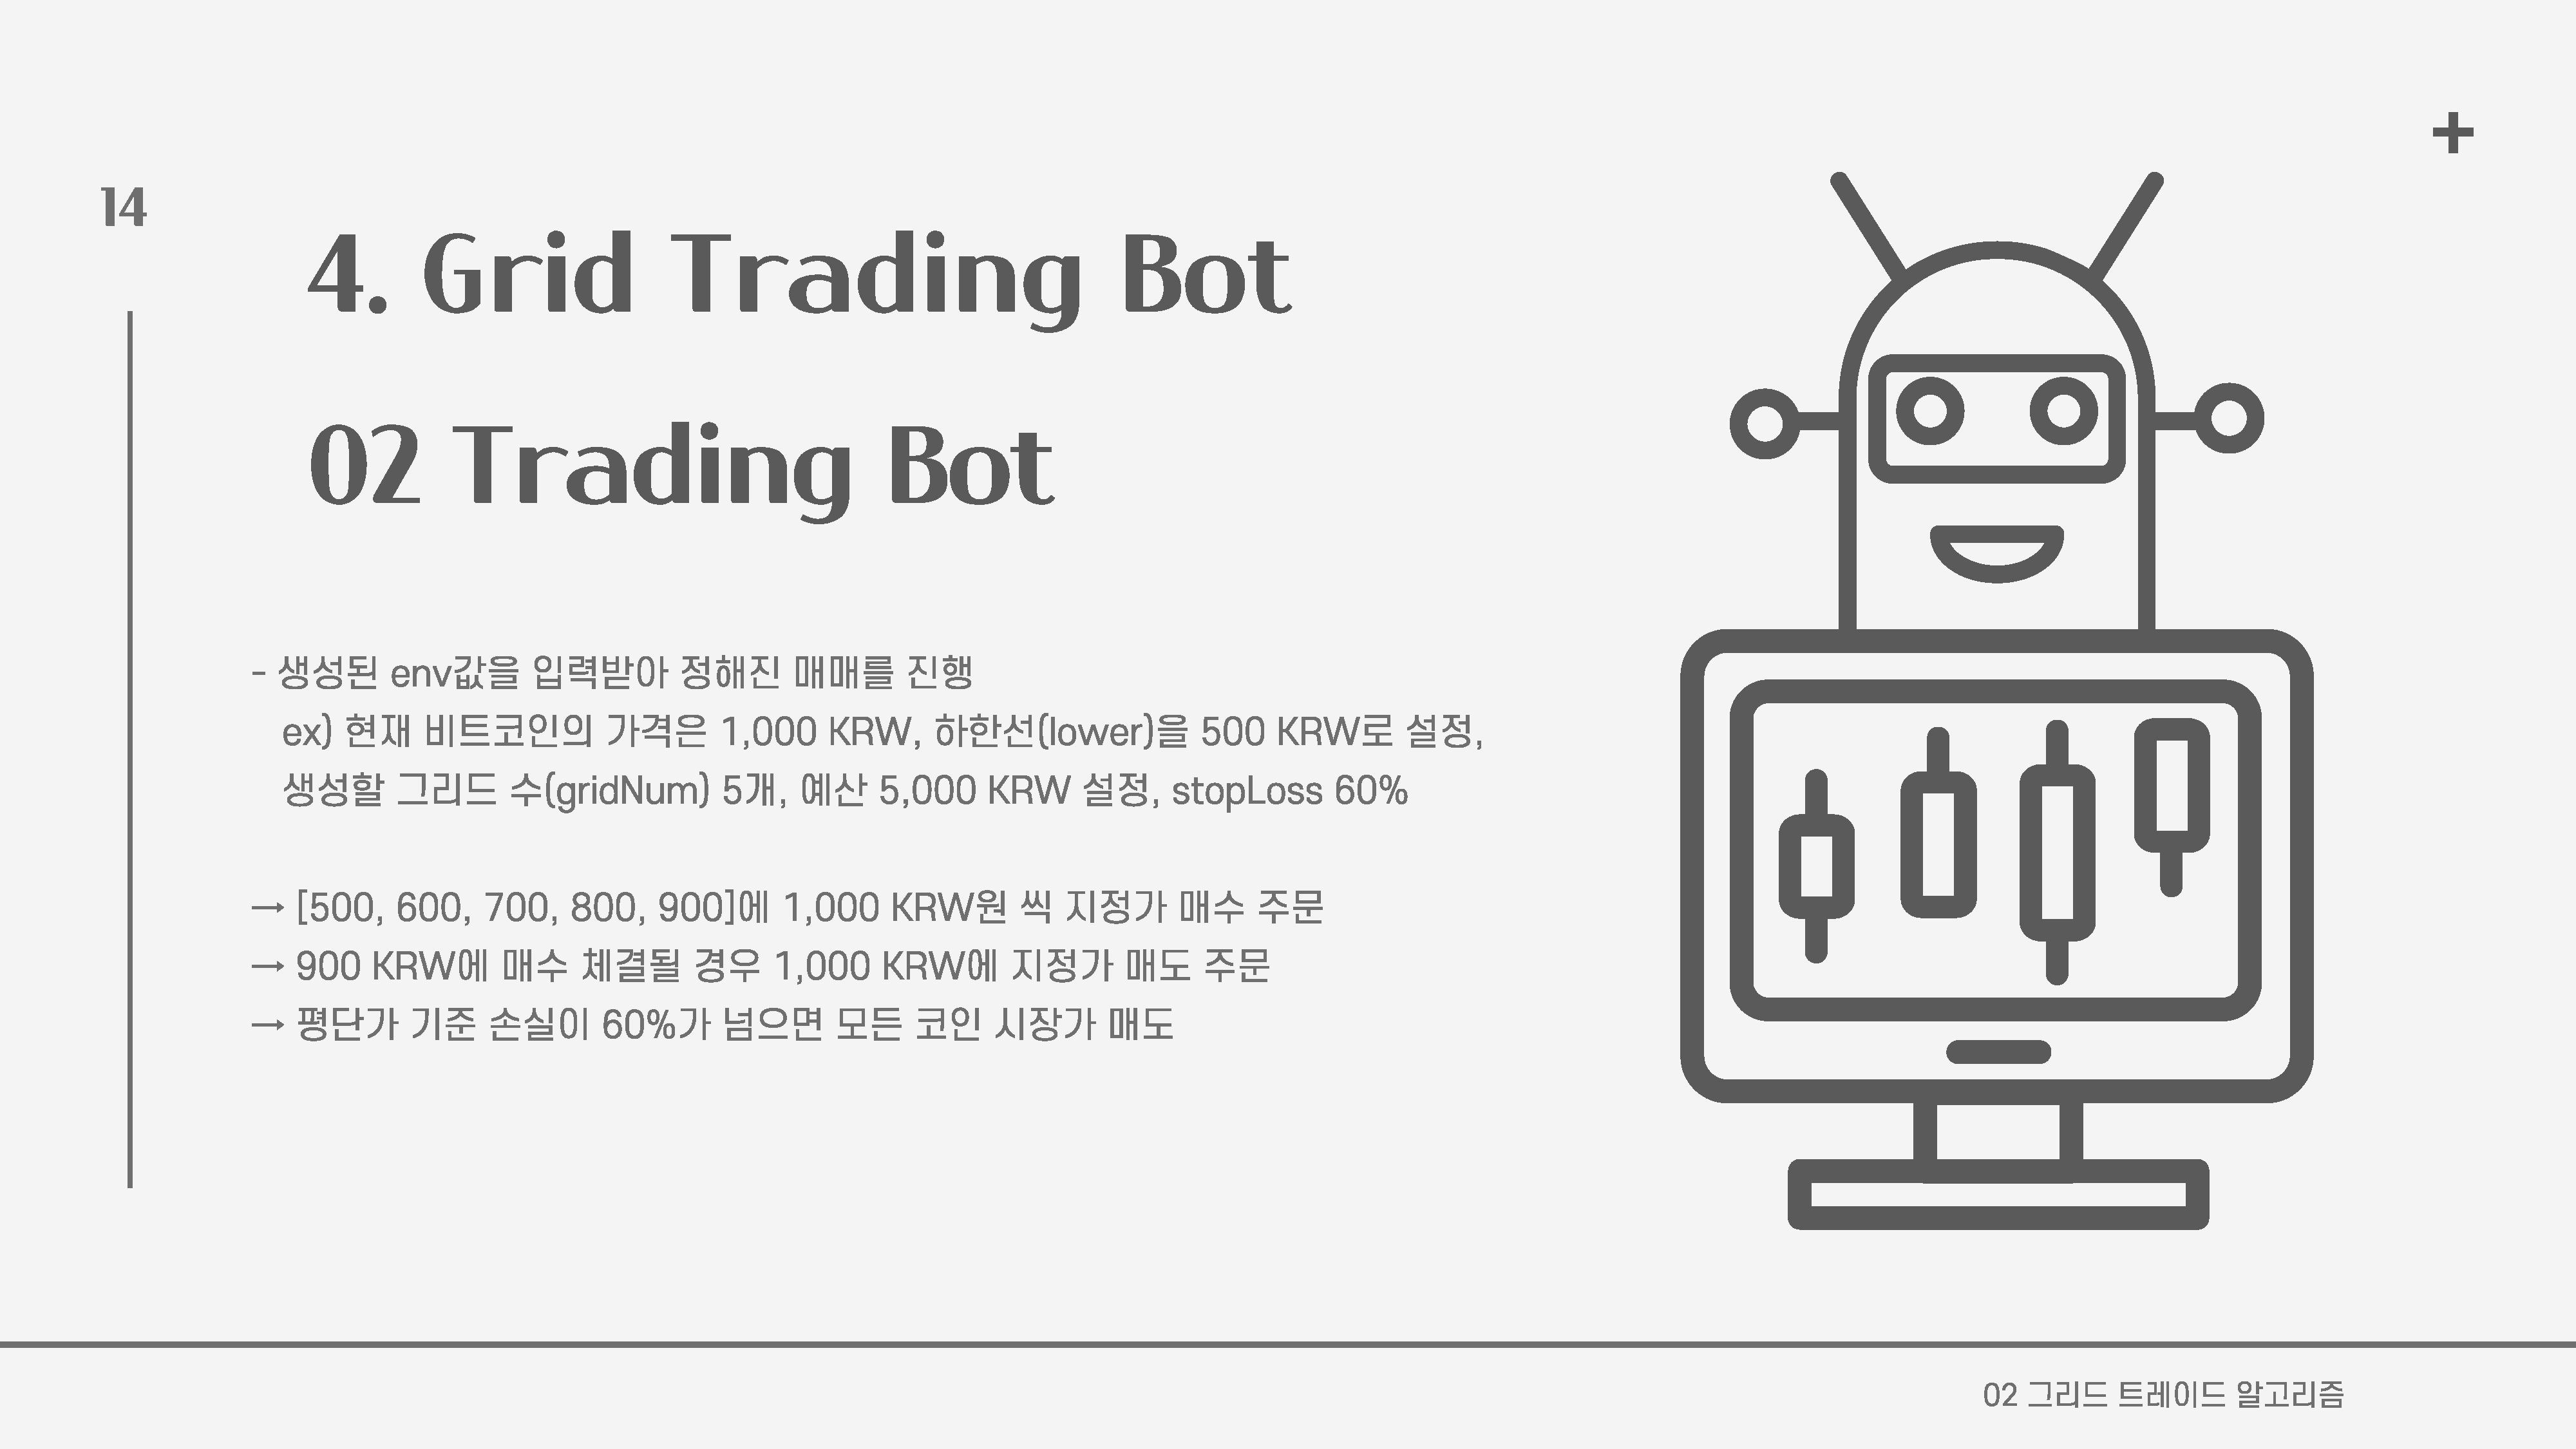 +
14
4. Grid Trading Bot
02 Trading Bot
- 생성된 env값을 입력받아 정해진 매매를 진행
ex) 현재 비트코인의 가격은 1,000 KRW, 하한선(lower)을 500 KRW로 설정,
생성할 그리드 수(gridNum) 5개, 예산 5,000 KRW 설정, stopLoss 60%
→ [500, 600, 700, 800, 900]에 1,000 KRW원 씩 지정가 매수 주문
→ 900 KRW에 매수 체결될 경우 1,000 KRW에 지정가 매도 주문
→ 평단가 기준 손실이 60%가 넘으면 모든 코인 시장가 매도
02 그리드 트레이드 알고리즘